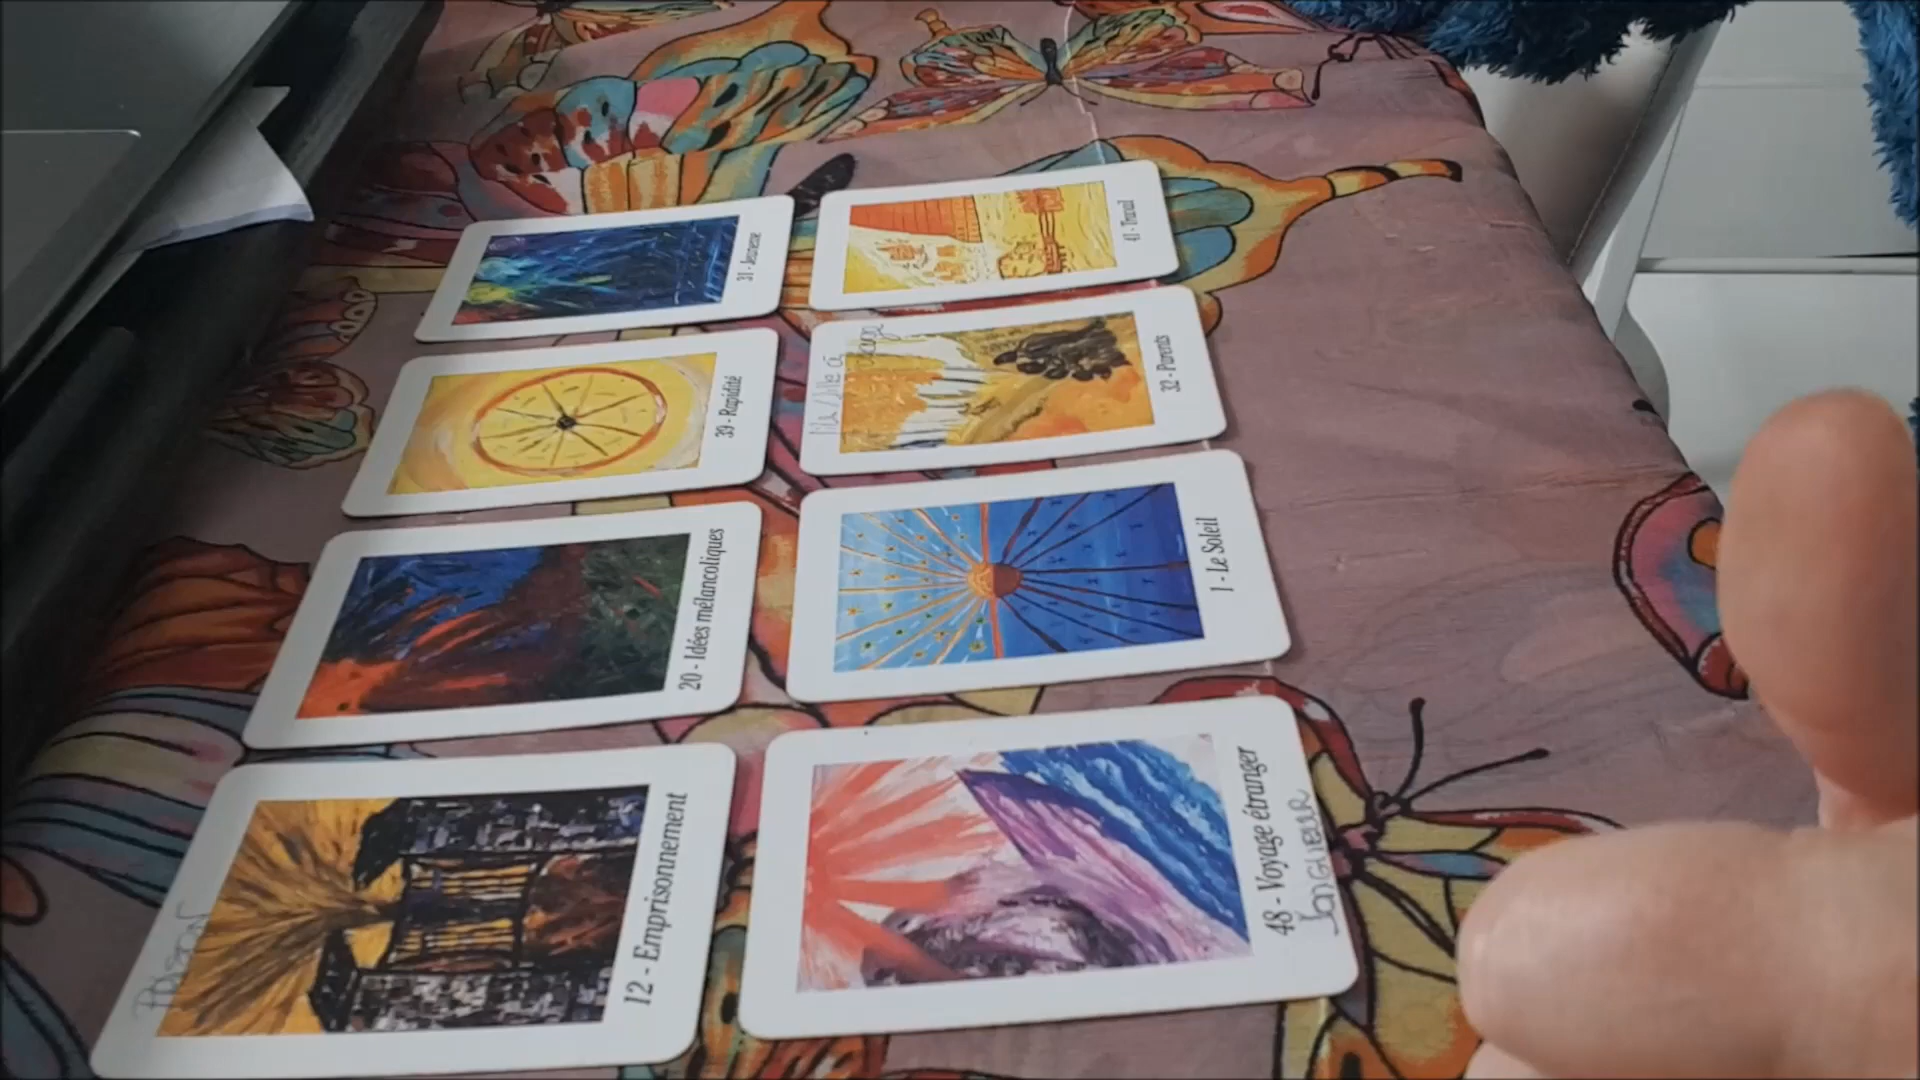 31 - Jeunesse
41 - Travail
39 - Rapidité
32 - Parents
20 - Idées mélancoliques
1 - Le Soleil
12 - Emprisonnement
48 - Voyage étranger